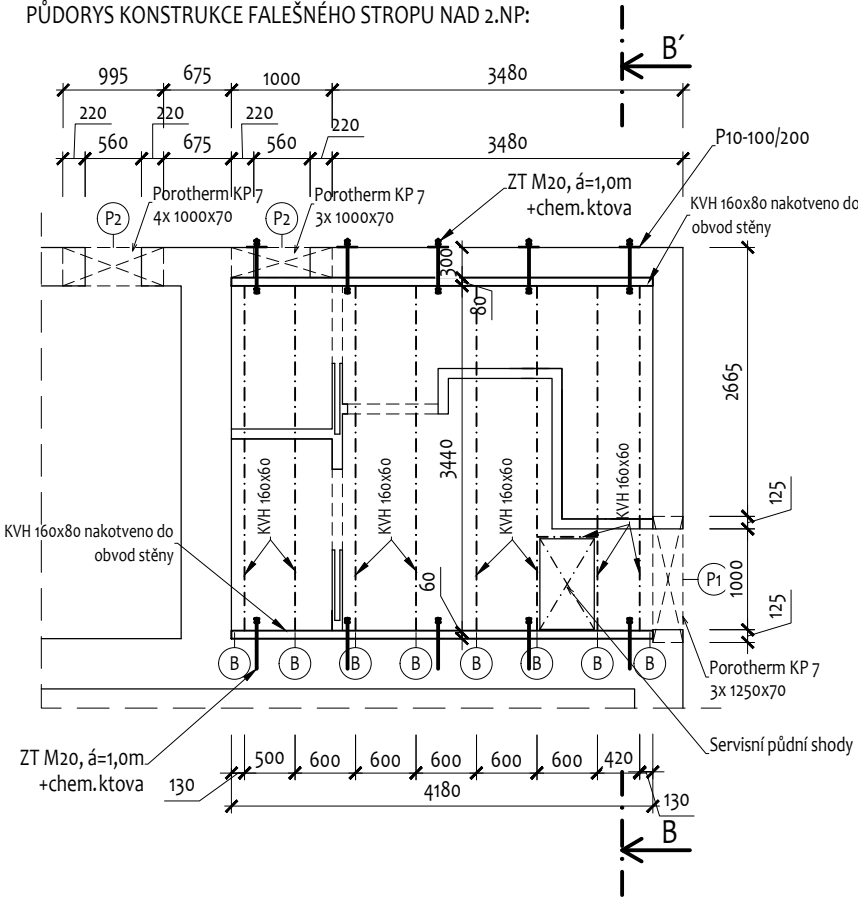 PŮDORYS KONSTRUKCE FALEŠNÉHO STROPU NAD 2.NP:
B´
995
675
1000
3480
220
220
220
220
560
675
560
3480
P10-100/200
ZT M20, á=1,0m
+chem.ktova
P2
Porotherm KP 7
4x 1000x70
P2
Porotherm KP 7
3x 1000x70
KVH 160x80 nakotveno do
obvod stěny
300
80
2665
3440
KVH 160x60
KVH 160x60
KVH 160x60
KVH 160x60
125
KVH 160x80 nakotveno do
obvod stěny
60
P1
1000
125
B
B
B
B
B
B
B
B
Porotherm KP 7
3x 1250x70
ZT M20, á=1,0m
+chem.ktova
Servisní půdní shody
130
500
600
600
600
600
600
420
130
4180
B